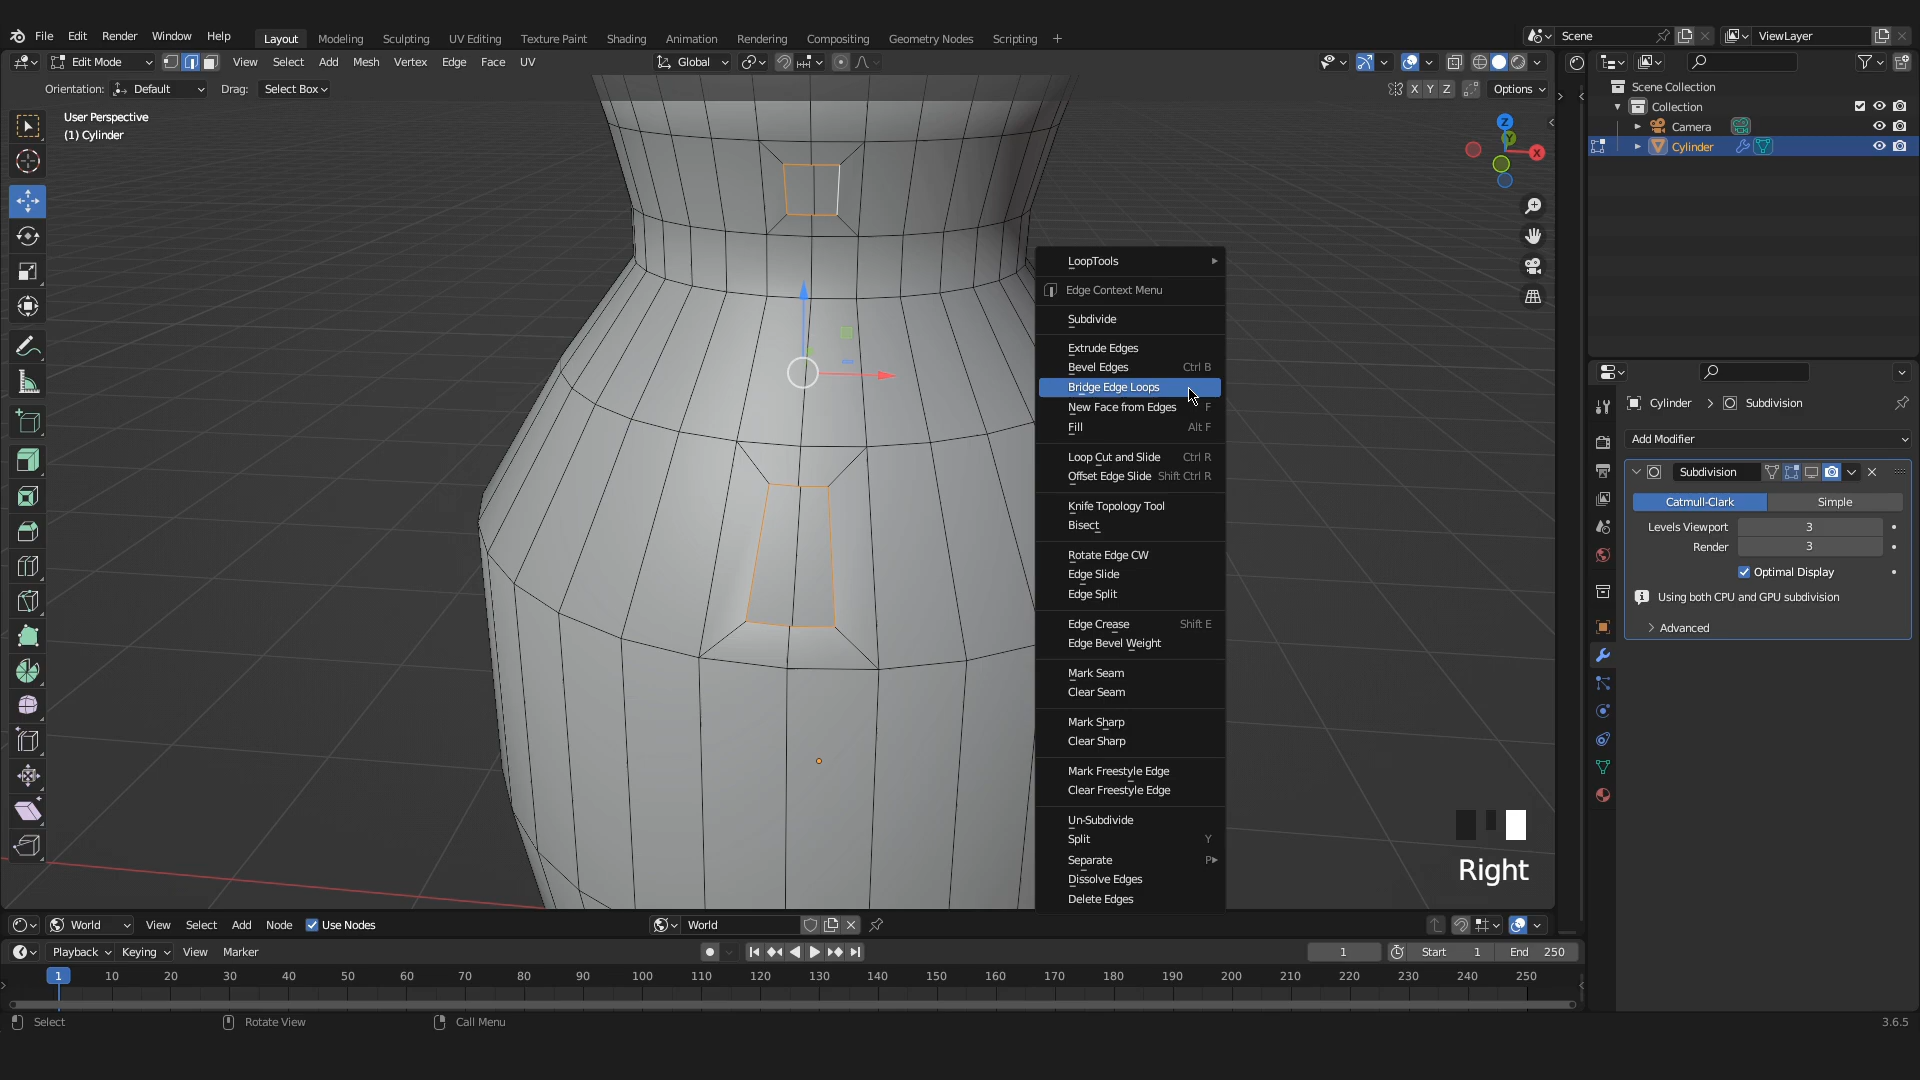 File Edit Render Window Help Layout Modeling Sculpting UV Editing Texture Paint Shading Animation Rendering Compositing Geometry Nodes Scripting + Scene ViewLayer
Edit Mode View Select Add Mesh Vertex Edge Face UV Global
Orientation: Default Drag: Select Box X Y Z Options
User Perspective
(1) Cylinder
Z
Y
X
Scene Collection
Collection
Camera
Cylinder
LoopTools
Edge Context Menu
Subdivide
Extrude Edges
Bevel Edges Ctrl B
Bridge Edge Loops
New Face from Edges F
Fill Alt F
Loop Cut and Slide Ctrl R
Offset Edge Slide Shift Ctrl R
Knife Topology Tool
Bisect
Rotate Edge CW
Edge Slide
Edge Split
Edge Crease Shift E
Edge Bevel Weight
Mark Seam
Clear Seam
Mark Sharp
Clear Sharp
Mark Freestyle Edge
Clear Freestyle Edge
Un-Subdivide
Split Y
Separate P
Dissolve Edges
Delete Edges
Cylinder Subdivision
Add Modifier
Subdivision
Catmull-Clark Simple
Levels Viewport 3
Render 3
Optimal Display
Using both CPU and GPU subdivision
Advanced
Right
World View Select Add Node Use Nodes World
Playback Keying View Marker 1 Start 1 End 250
1 10 20 30 40 50 60 70 80 90 100 110 120 130 140 150 160 170 180 190 200 210 220 230 240 250
Select Rotate View Call Menu 3.6.5